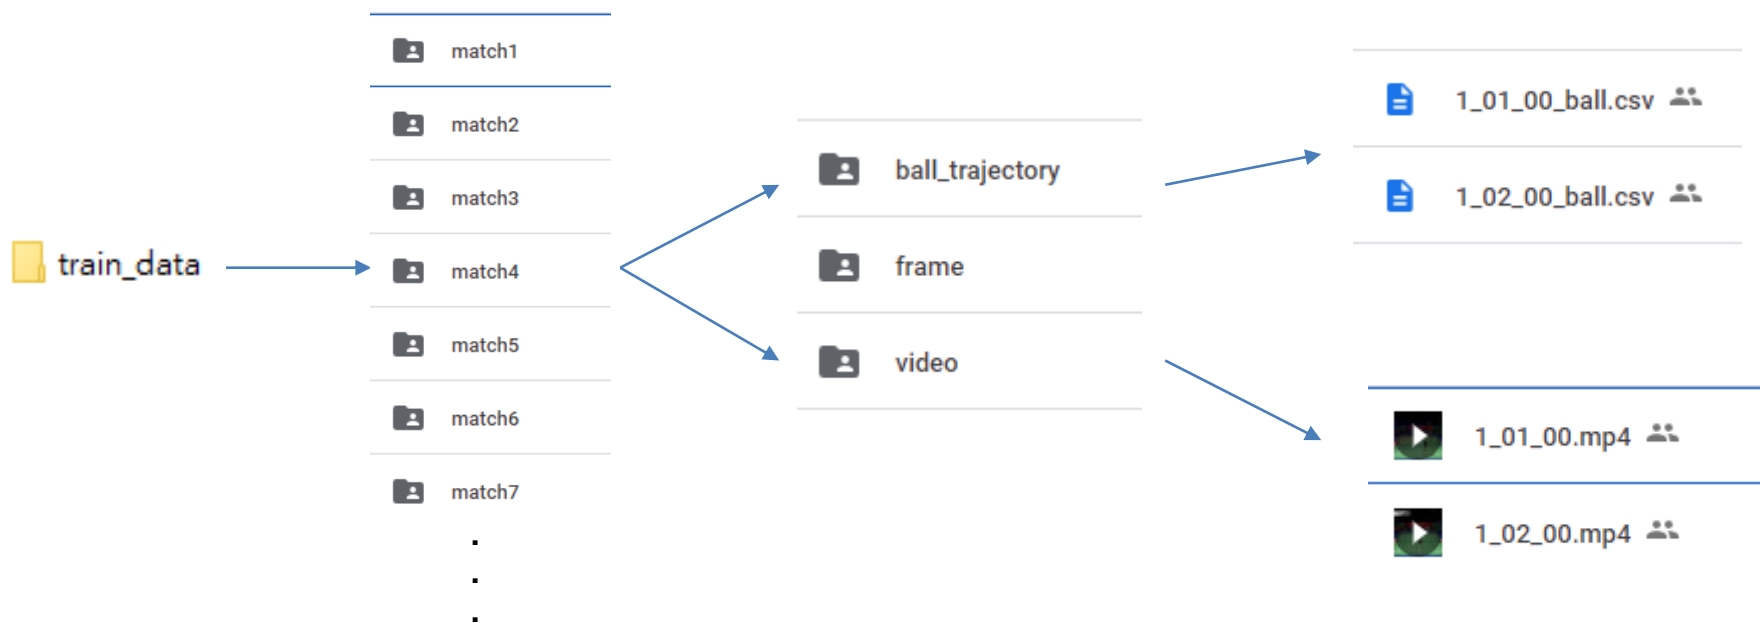 train_data
match1
match2
match3
match4
match5
match6
match7
.
.
.
ball_trajectory
frame
video
1_01_00_ball.csv
1_02_00_ball.csv
1_01_00.mp4
1_02_00.mp4